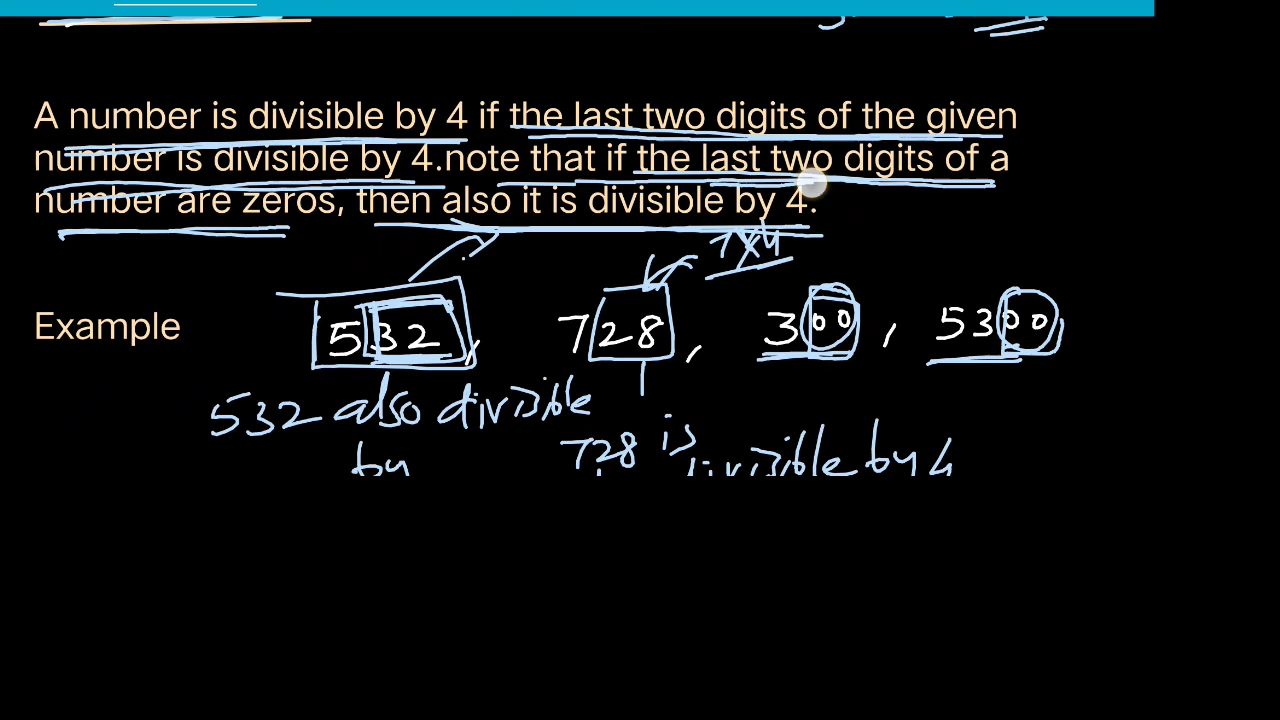 A number is divisible by 4 if the last two digits of the given
number is divisible by 4.note that if the last two digits of a
number are zeros, then also it is divisible by 4.
7x4
Example 532, 728, 300, 5300
532 also divisible
by
728 is
divisible by 4